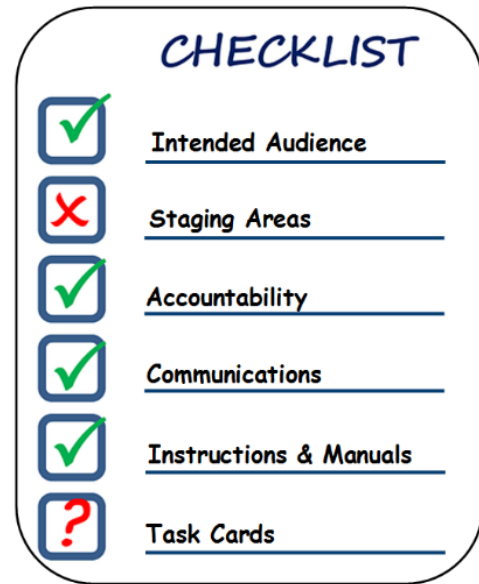 CHECKLIST
Intended Audience
Staging Areas
Accountability
Communications
Instructions & Manuals
? Task Cards